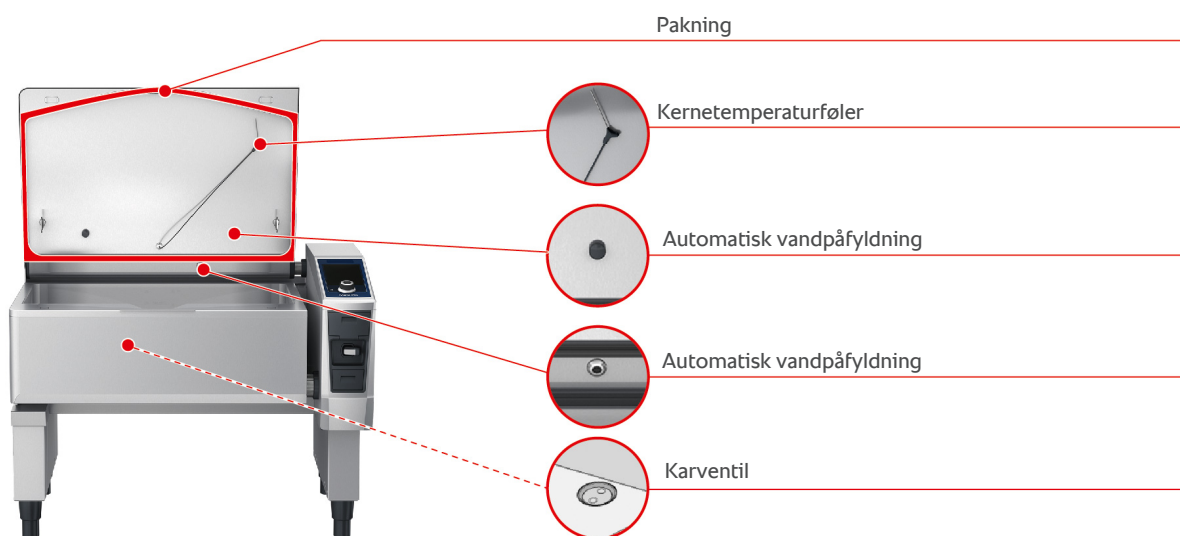 Pakning
Kernetemperaturføler
Automatisk vandpåfyldning
Automatisk vandpåfyldning
Karventil